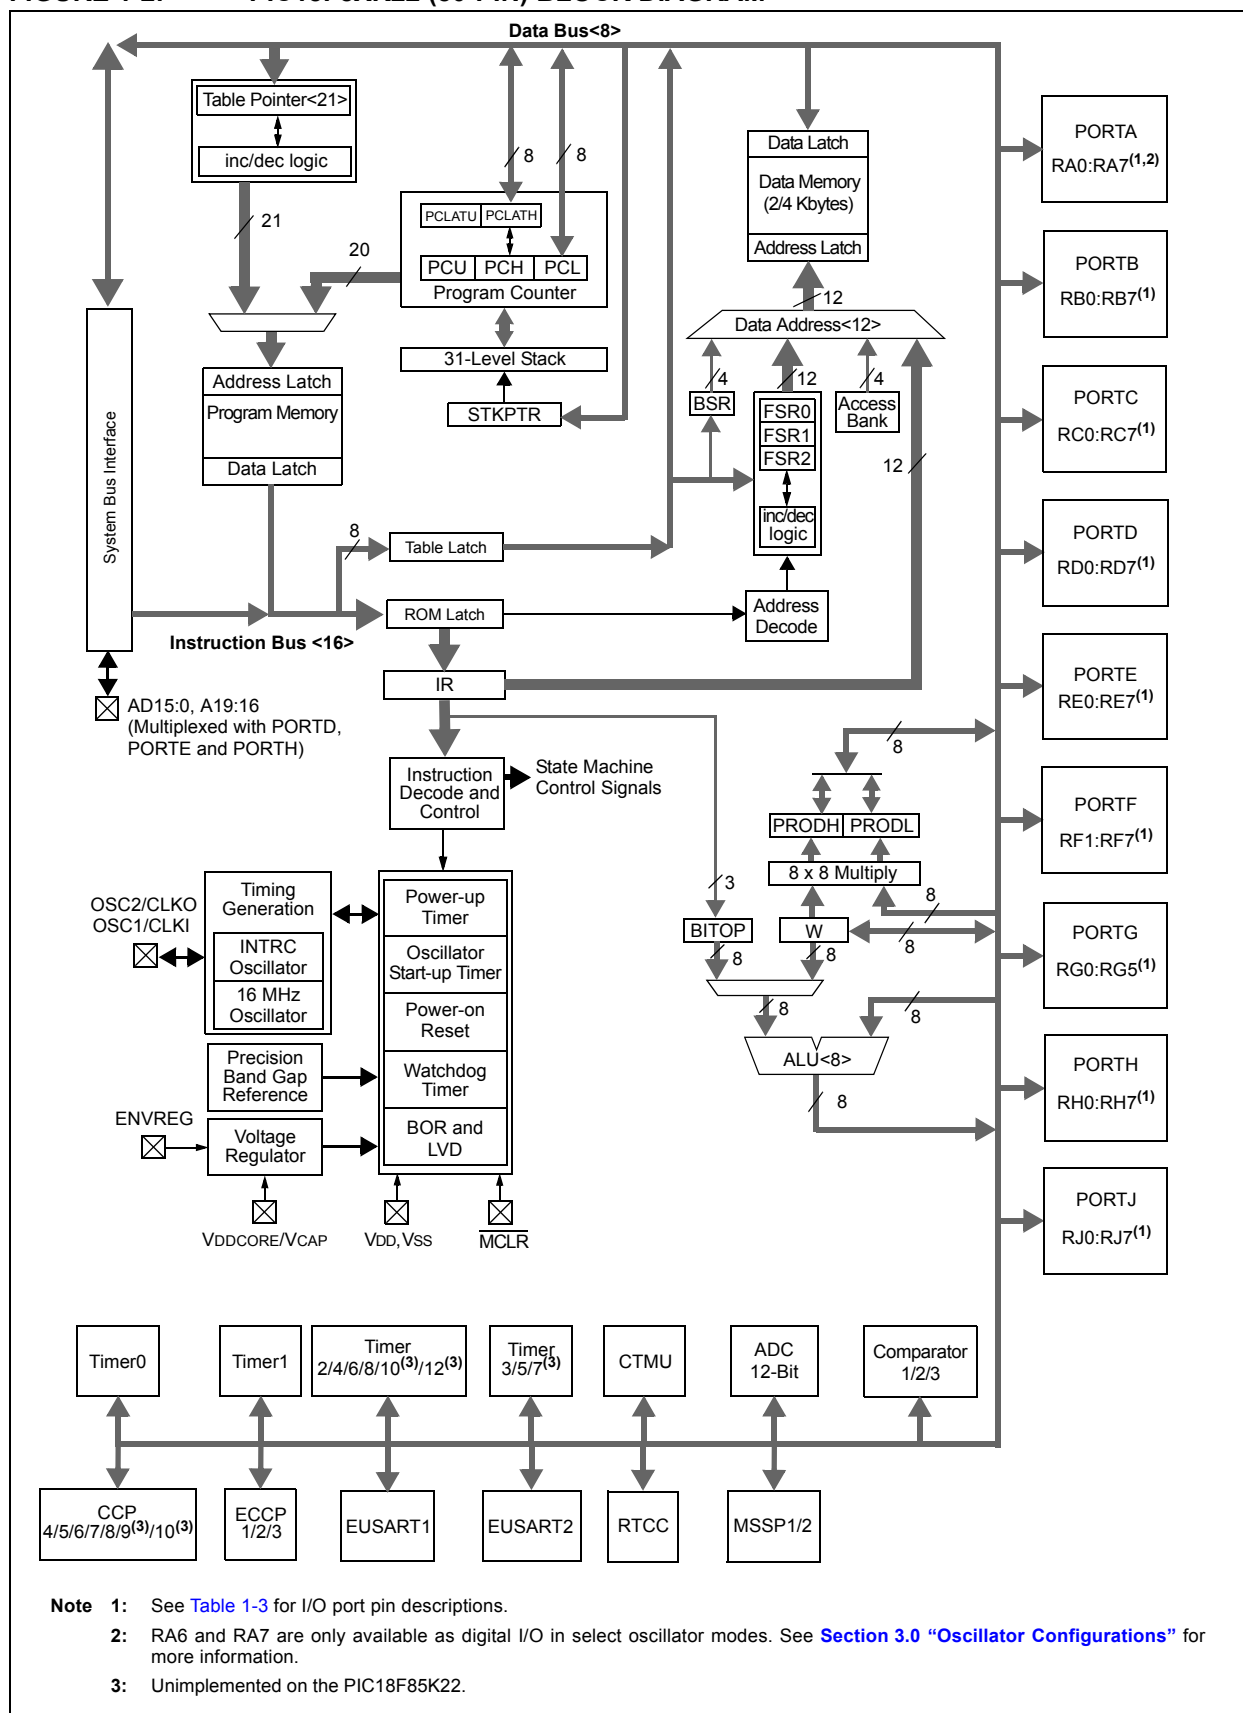 Data Bus<8>
Table Pointer<21>
inc/dec logic
21
20
8
8
PCLATU PCLATH
PCU PCH PCL
Program Counter
31-Level Stack
STKPTR
Data Latch
Data Memory
(2/4 Kbytes)
Address Latch
12
Data Address<12>
4
12
4
BSR
FSR0
FSR1
FSR2
inc/dec
logic
Access
Bank
12
Address
Decode
System Bus Interface
Address Latch
Program Memory
Data Latch
8
Table Latch
ROM Latch
Instruction Bus <16>
IR
AD15:0, A19:16
(Multiplexed with PORTD,
PORTE and PORTH)
Instruction
Decode and
Control
State Machine
Control Signals
8
PRODH PRODL
8 x 8 Multiply
3
8
BITOP
W
8
8
8
8
8
ALU<8>
8
OSC2/CLKO
OSC1/CLKI
Timing
Generation
INTRC
Oscillator
16 MHz
Oscillator
Power-up
Timer
Oscillator
Start-up Timer
Power-on
Reset
Watchdog
Timer
BOR and
LVD
Precision
Band Gap
Reference
ENVREG
Voltage
Regulator
VDDCORE/VCAP
VDD, VSS
MCLR
PORTA
RA0:RA7(1,2)
PORTB
RB0:RB7(1)
PORTC
RC0:RC7(1)
PORTD
RD0:RD7(1)
PORTE
RE0:RE7(1)
PORTF
RF1:RF7(1)
PORTG
RG0:RG5(1)
PORTH
RH0:RH7(1)
PORTJ
RJ0:RJ7(1)
Timer0
Timer1
Timer
2/4/6/8/10(3)/12(3)
Timer
3/5/7(3)
CTMU
ADC
12-Bit
Comparator
1/2/3
CCP
4/5/6/7/8/9(3)/10(3)
ECCP
1/2/3
EUSART1
EUSART2
RTCC
MSSP1/2
Note 1: See Table 1-3 for I/O port pin descriptions.
2: RA6 and RA7 are only available as digital I/O in select oscillator modes. See Section 3.0 “Oscillator Configurations” for
more information.
3: Unimplemented on the PIC18F85K22.